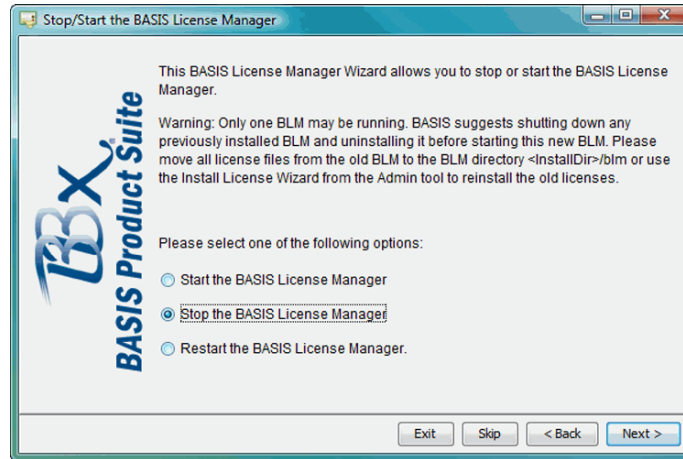 Stop/Start the BASIS License Manager
This BASIS License Manager Wizard allows you to stop or start the BASIS License
Manager.
Warning: Only one BLM may be running. BASIS suggests shutting down any
previously installed BLM and uninstalling it before starting this new BLM. Please
move all license files from the old BLM to the BLM directory <InstallDir>/blm or use
the Install License Wizard from the Admin tool to reinstall the old licenses.
BBx
BASIS Product Suite
Please select one of the following options:
Start the BASIS License Manager
Stop the BASIS License Manager
Restart the BASIS License Manager.
Exit
Skip
< Back
Next >